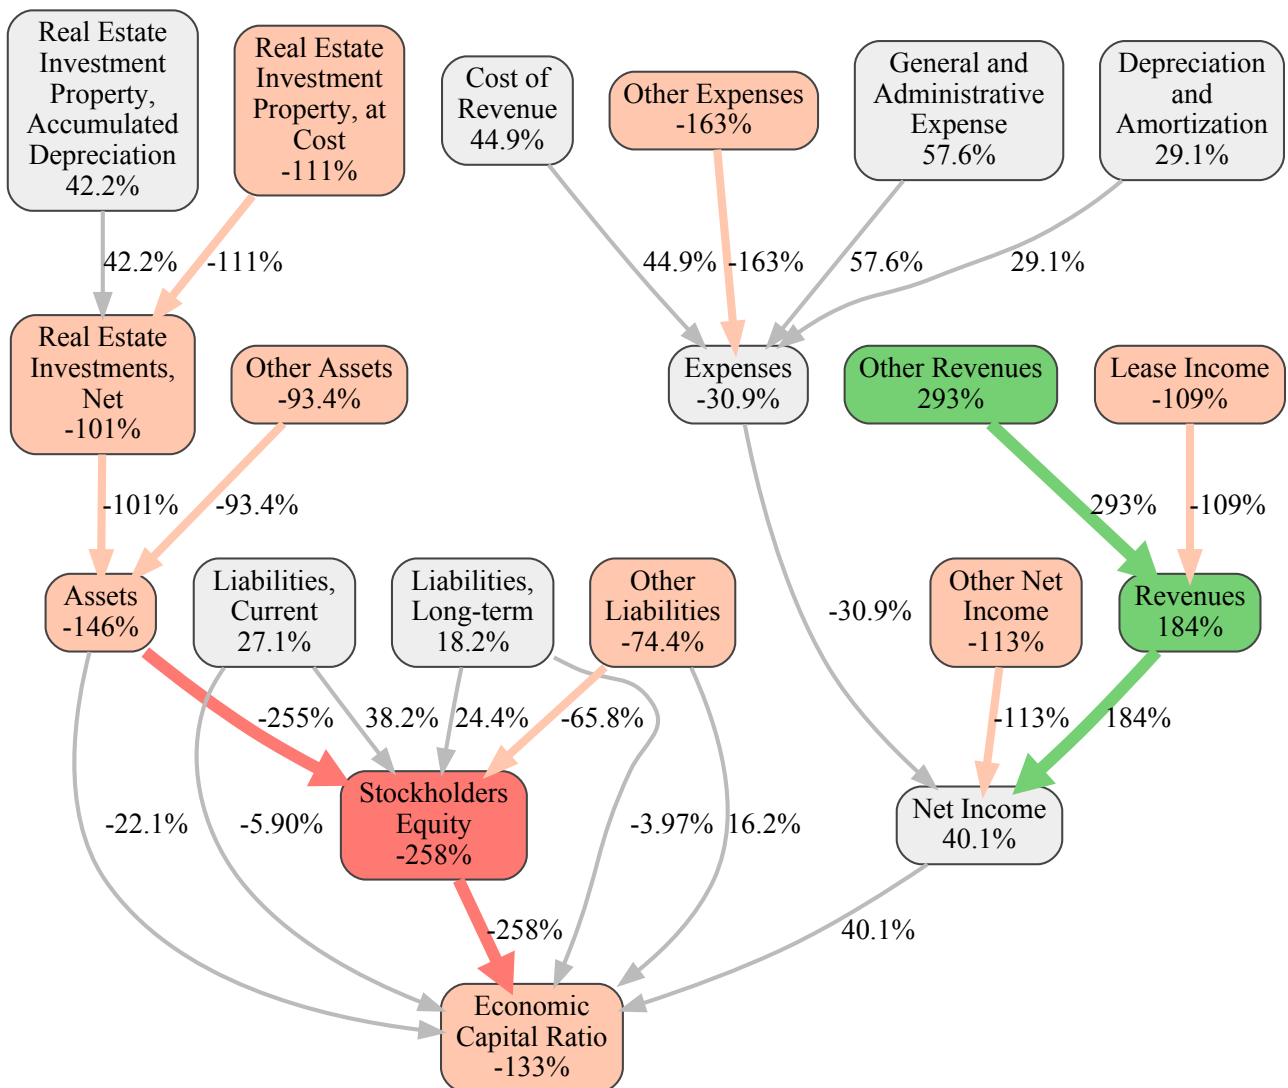 Real Estate
Investment
Property,
Accumulated
Depreciation
42.2%
Real Estate
Investment
Property, at
Cost
-111%
Cost of
Revenue
44.9%
Other Expenses
-163%
General and
Administrative
Expense
57.6%
Depreciation
and
Amortization
29.1%
42.2%
-111%
44.9%
-163%
57.6%
29.1%
Real Estate
Investments,
Net
-101%
Other Assets
-93.4%
Expenses
-30.9%
Other Revenues
293%
Lease Income
-109%
-101%
-93.4%
293%
-109%
Assets
-146%
Liabilities,
Current
27.1%
Liabilities,
Long-term
18.2%
Other
Liabilities
-74.4%
-30.9%
Other Net
Income
-113%
Revenues
184%
-255%
38.2%
24.4%
-65.8%
-113%
184%
-22.1%
-5.90%
Stockholders
Equity
-258%
-3.97%
16.2%
Net Income
40.1%
-258%
40.1%
Economic
Capital Ratio
-133%